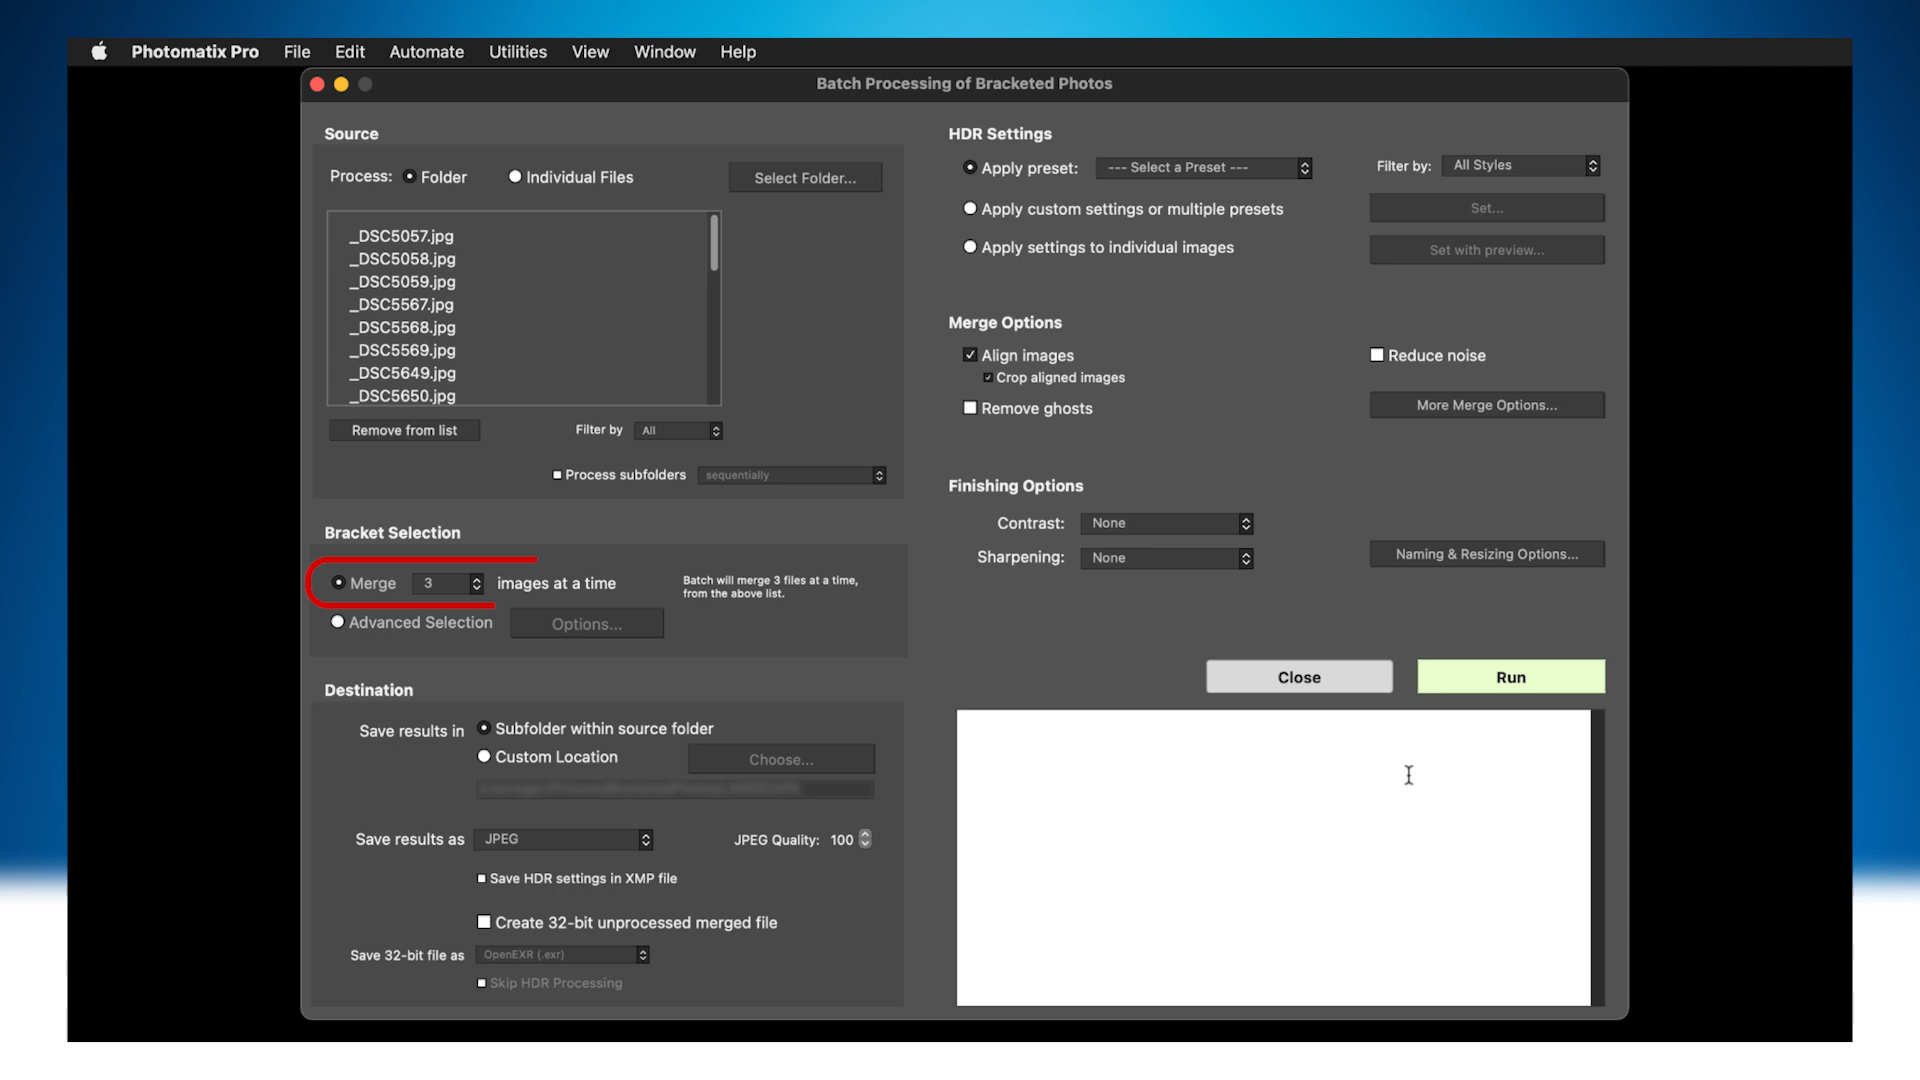 Photomatix Pro File Edit Automate Utilities View Window Help
Batch Processing of Bracketed Photos
Source
Process: Folder Individual Files Select Folder...
_DSC5057.jpg
_DSC5058.jpg
_DSC5059.jpg
_DSC5567.jpg
_DSC5568.jpg
_DSC5569.jpg
_DSC5649.jpg
_DSC5650.jpg
Remove from list Filter by All
Process subfolders sequentially
Bracket Selection
Merge 3 images at a time
Batch will merge 3 files at a time,
from the above list.
Advanced Selection Options...
Destination
Save results in Subfolder within source folder
Custom Location Choose...
Save results as JPEG JPEG Quality: 100
Save HDR settings in XMP file
Create 32-bit unprocessed merged file
Save 32-bit file as OpenEXR (.exr)
Skip HDR Processing
HDR Settings
Apply preset: --- Select a Preset --- Filter by: All Styles
Apply custom settings or multiple presets Set...
Apply settings to individual images Set with preview...
Merge Options
Align images Reduce noise
Crop aligned images
Remove ghosts More Merge Options...
Finishing Options
Contrast: None
Sharpening: None Naming & Resizing Options...
Close Run